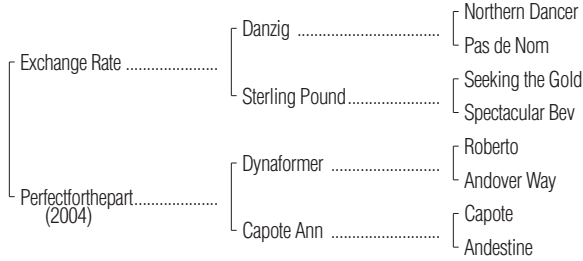 Northern Dancer
Danzig ................................
Pas de Nom
Exchange Rate .....................
Seeking the Gold
Sterling Pound.....................
Spectacular Bev
Roberto
Dynaformer .........................
Andover Way
Perfectforthepart...................
(2004)
Capote
Capote Ann .........................
Andestine